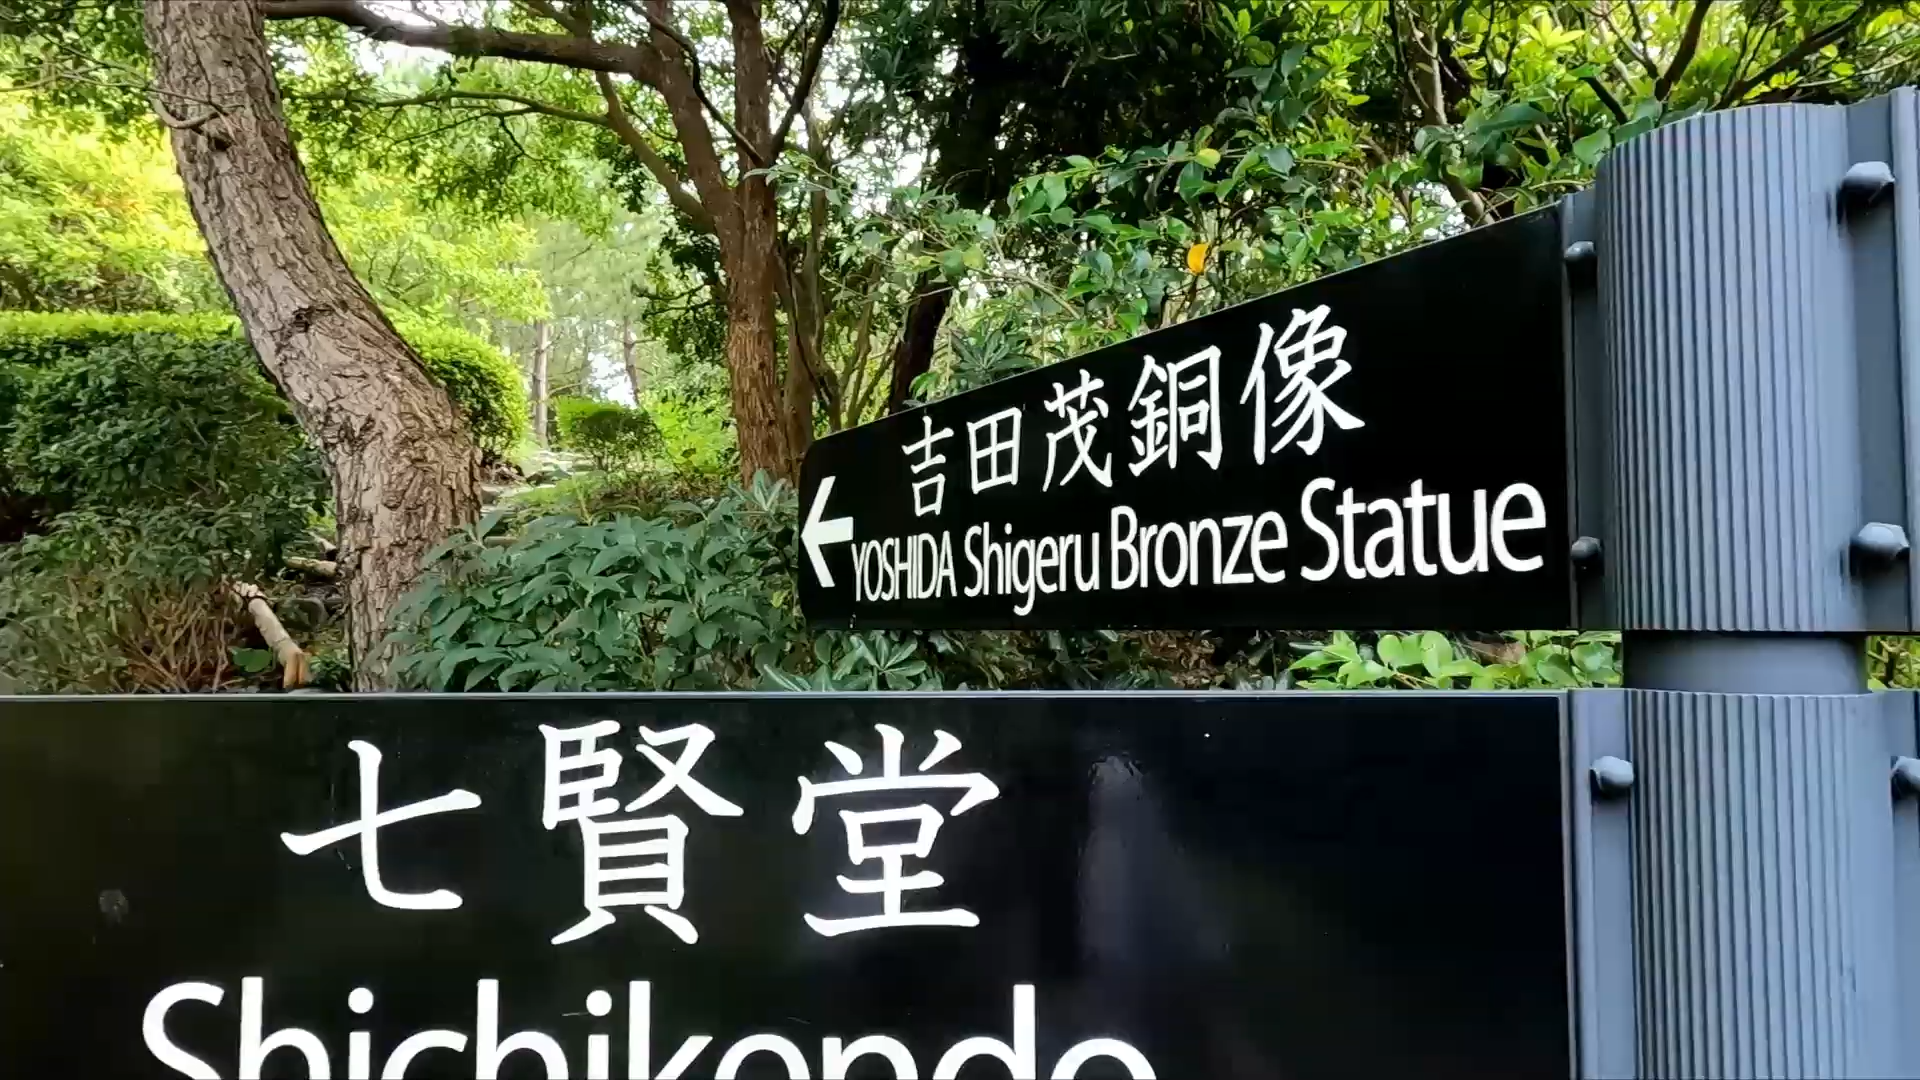 吉田茂銅像
YOSHIDA Shigeru Bronze Statue
七賢堂
Shichikendo